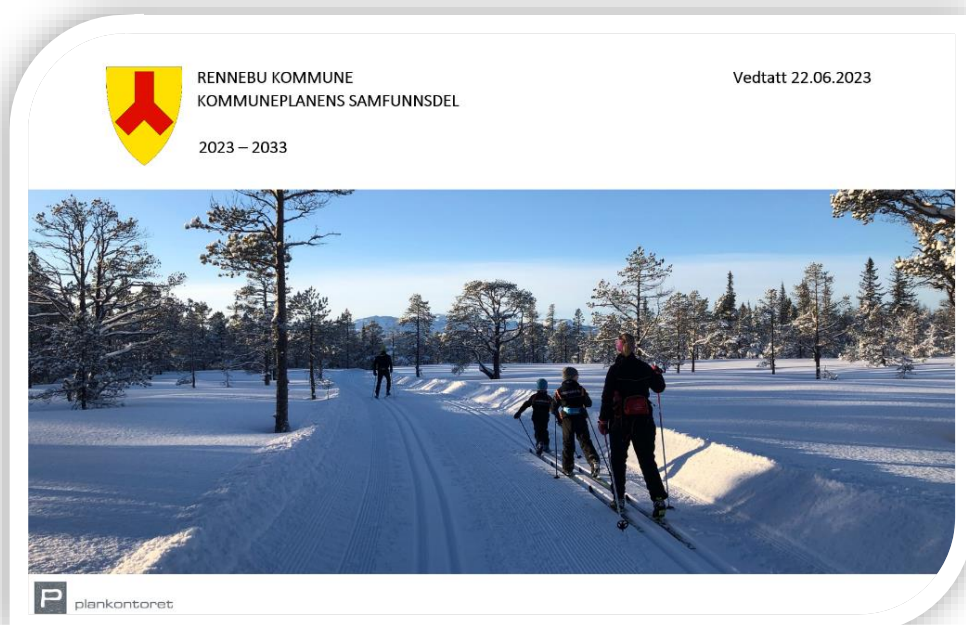 RENNEBU KOMMUNE
KOMMUNEPLANENS SAMFUNNSDEL
2023 – 2033
Vedtatt 22.06.2023
P plankontoret